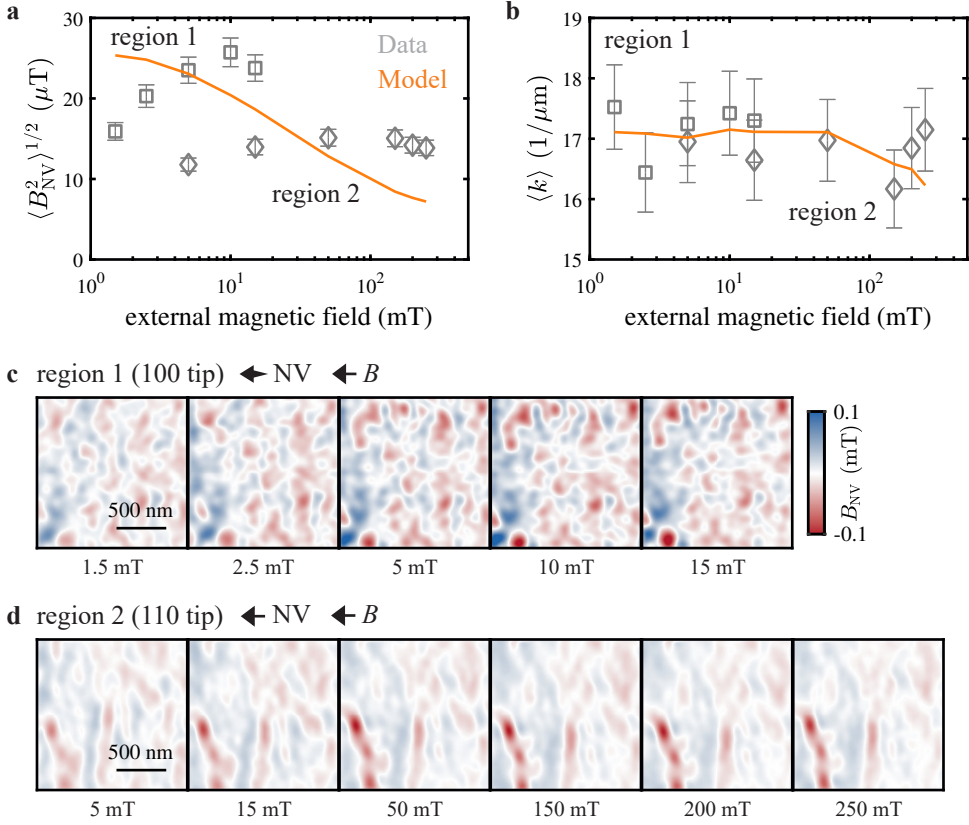 a
region 1
Data
Model
region 2
⟨B²_NV⟩^1/2 (μT)
30
20
10
0
10⁰
10¹
10²
external magnetic field (mT)
b
region 1
region 2
⟨k⟩ (1/μm)
19
18
17
16
15
10⁰
10¹
10²
external magnetic field (mT)
c region 1 (100 tip) NV B
500 nm
1.5 mT
2.5 mT
5 mT
10 mT
15 mT
0.1
B_NV (mT)
-0.1
d region 2 (110 tip) NV B
500 nm
5 mT
15 mT
50 mT
150 mT
200 mT
250 mT